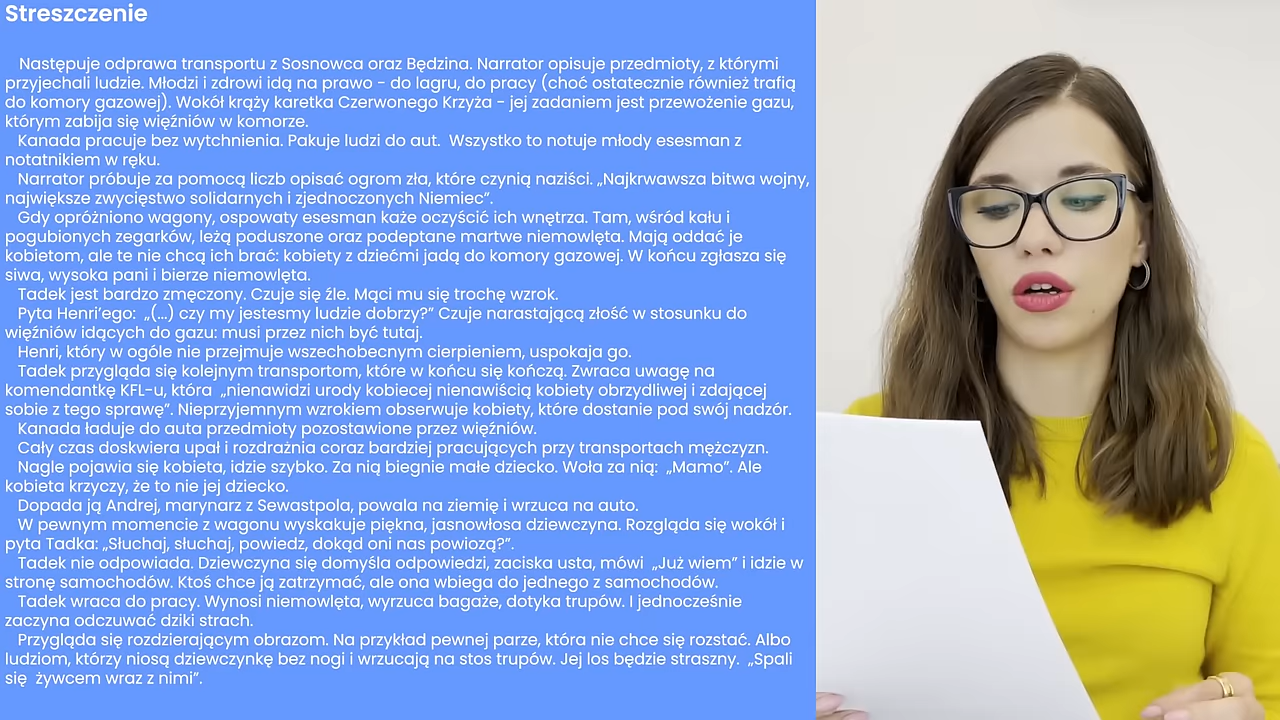 Streszczenie
Następuje odprawa transportu z Sosnowca oraz Będzina. Narrator opisuje przedmioty, z którymi
przyjechali ludzie. Młodzi i zdrowi idą na prawo - do lagru, do pracy (choć ostatecznie również trafią
do komory gazowej). Wokół krąży karetka Czerwonego Krzyża - jej zadaniem jest przewożenie gazu,
którym zabija się więźniów w komorze.
Kanada pracuje bez wytchnienia. Pakuje ludzi do aut. Wszystko to notuje młody esesman z
notatnikiem w ręku.
Narrator próbuje za pomocą liczb opisać ogrom zła, które czynią naziści. „Najkrwawsza bitwa wojny,
największe zwycięstwo solidarnych i zjednoczonych Niemiec”.
Gdy opróżniono wagony, ospowaty esesman każe oczyścić ich wnętrza. Tam, wśród kału i
pogubionych zegarków, leżą poduszone oraz podeptane martwe niemowlęta. Mają oddać je
kobietom, ale te nie chcą ich brać: kobiety z dziećmi jadą do komory gazowej. W końcu zgłasza się
siwa, wysoka pani i bierze niemowlęta.
Tadek jest bardzo zmęczony. Czuje się źle. Mąci mu się trochę wzrok.
Pyta Henri’ego: „(...) czy my jestesmy ludzie dobrzy?” Czuje narastającą złość w stosunku do
więźniów idących do gazu: musi przez nich być tutaj.
Henri, który w ogóle nie przejmuje wszechobecnym cierpieniem, uspokaja go.
Tadek przygląda się kolejnym transportom, które w końcu się kończą. Zwraca uwagę na
komendantkę KFL-u, która „nienawidzi urody kobiecej nienawiścią kobiety obrzydliwej i zdającej
sobie z tego sprawę”. Nieprzyjemnym wzrokiem obserwuje kobiety, które dostanie pod swój nadzór.
Kanada ładuje do auta przedmioty pozostawione przez więźniów.
Cały czas doskwiera upał i rozdrażnia coraz bardziej pracujących przy transportach mężczyzn.
Nagle pojawia się kobieta, idzie szybko. Za nią biegnie małe dziecko. Woła za nią: „Mamo”. Ale
kobieta krzyczy, że to nie jej dziecko.
Dopada ją Andrej, marynarz z Sewastpola, powala na ziemię i wrzuca na auto.
W pewnym momencie z wagonu wyskakuje piękna, jasnowłosa dziewczyna. Rozgląda się wokół i
pyta Tadka: „Słuchaj, słuchaj, powiedz, dokąd oni nas powiozą?”.
Tadek nie odpowiada. Dziewczyna się domyśla odpowiedzi, zaciska usta, mówi „Już wiem” i idzie w
stronę samochodów. Ktoś chce ją zatrzymać, ale ona wbiega do jednego z samochodów.
Tadek wraca do pracy. Wynosi niemowlęta, wyrzuca bagaże, dotyka trupów. I jednocześnie
zaczyna odczuwać dziki strach.
Przygląda się rozdzierającym obrazom. Na przykład pewnej parze, która nie chce się rozstać. Albo
ludziom, którzy niosą dziewczynkę bez nogi i wrzucają na stos trupów. Jej los będzie straszny. „Spali
się żywcem wraz z nimi”.